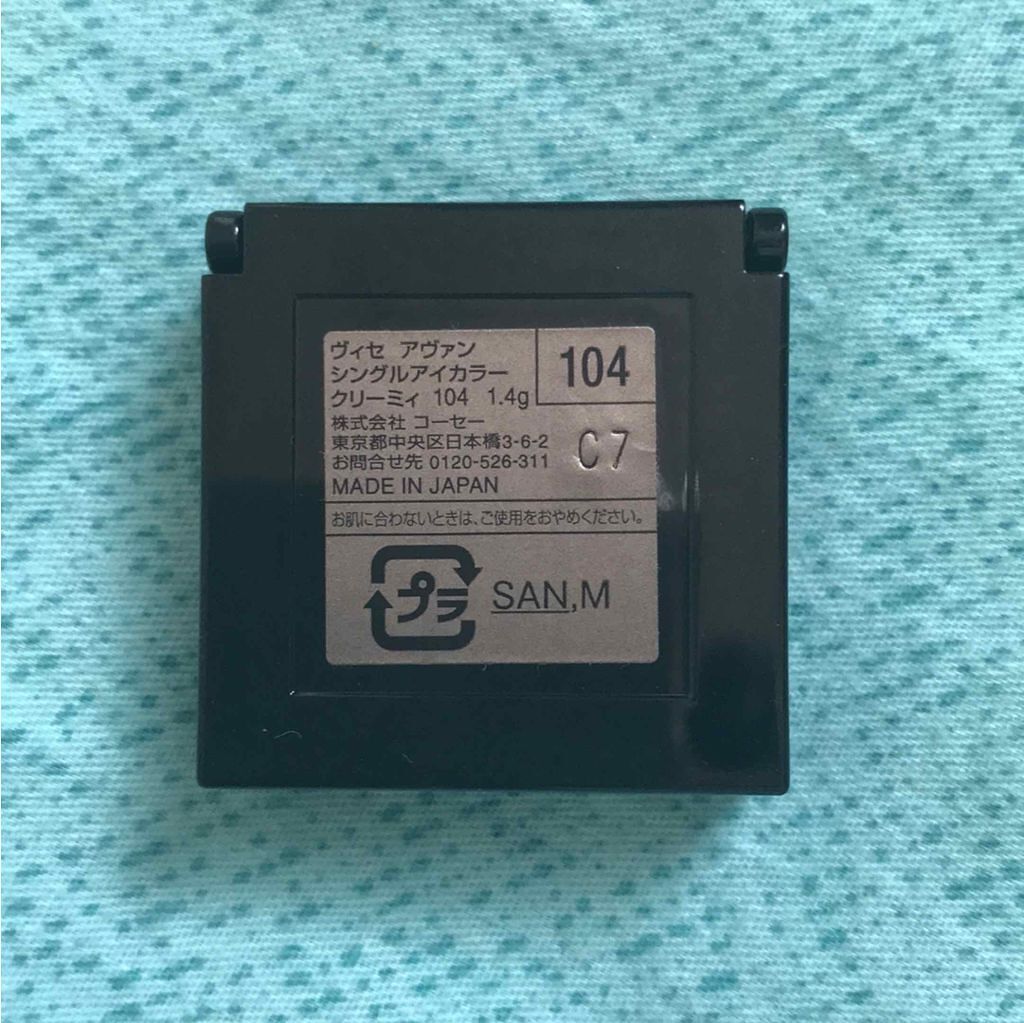 ヴィセ アヴァン
シングルアイカラー
クリーミィ 104 1.4g
104
株式会社 コーセー
東京都中央区日本橋3-6-2
お問合せ先 0120-526-311
MADE IN JAPAN
C7
お肌に合わないときは、ご使用をおやめください。
プラ SAN,M